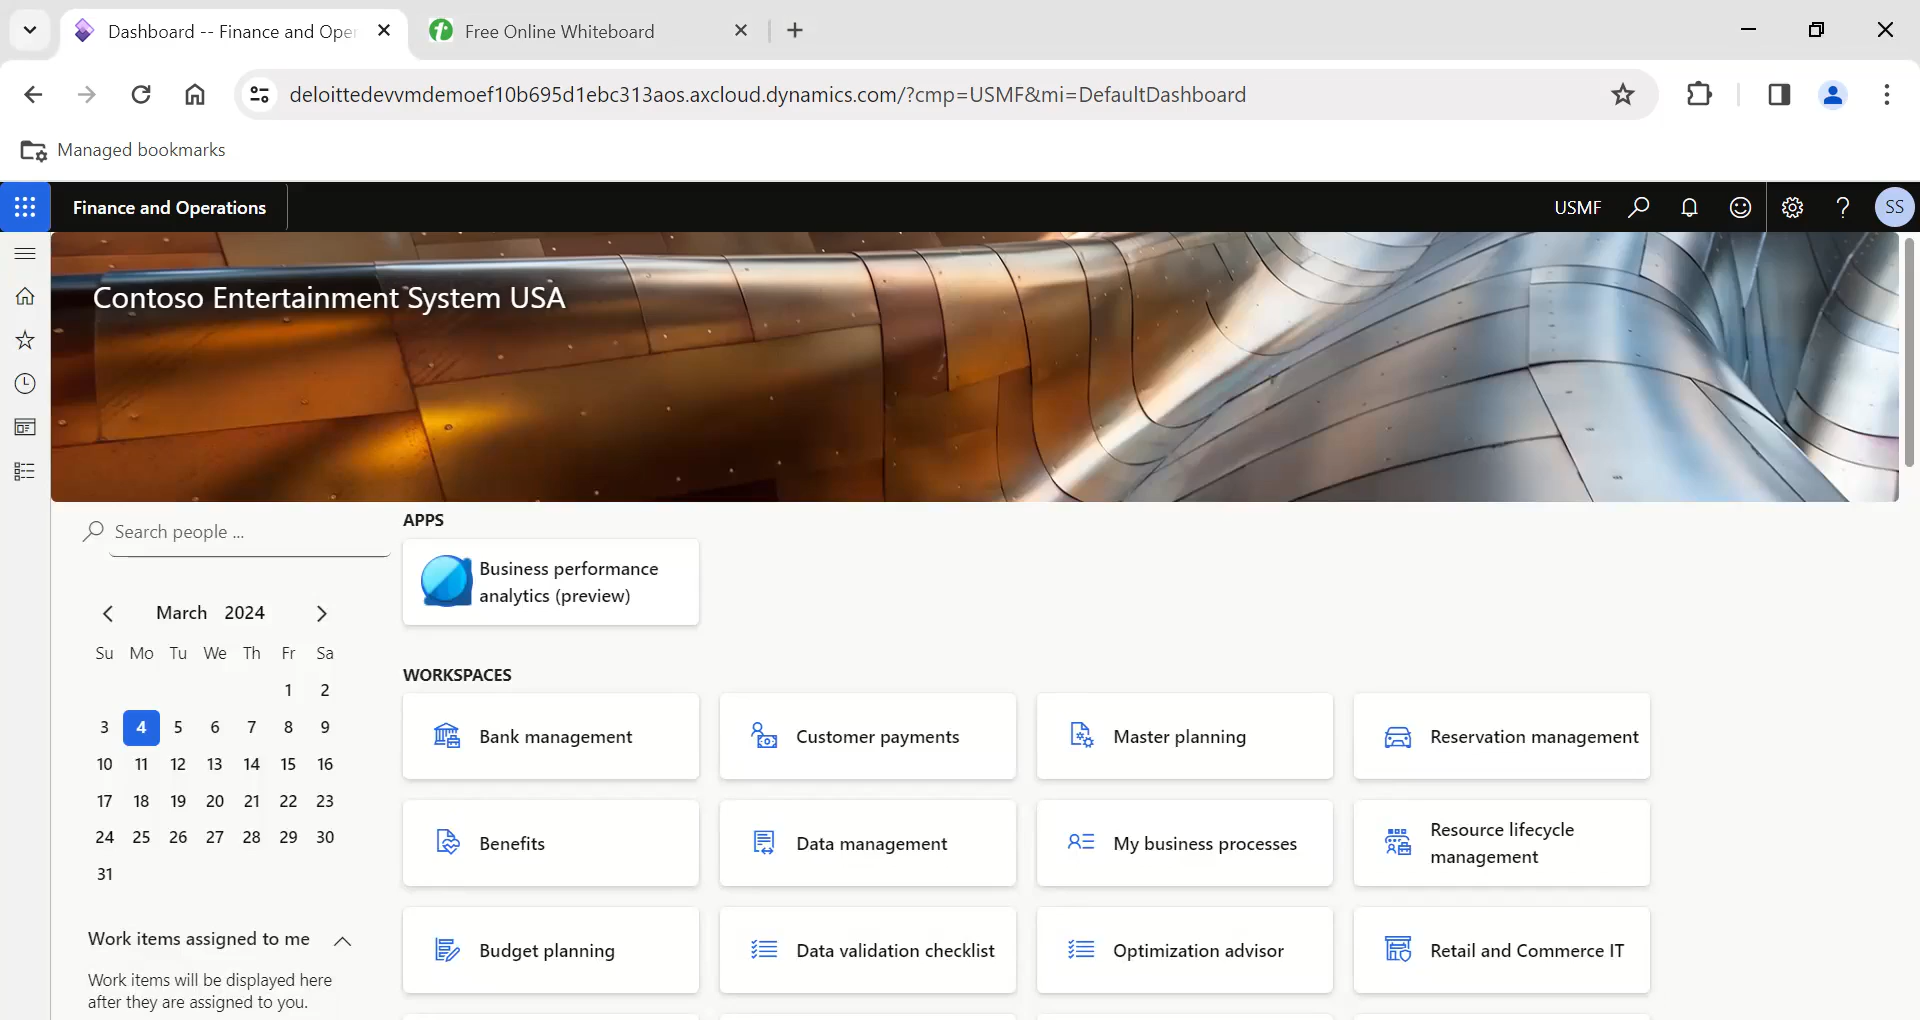 Dashboard -- Finance and Oper
Free Online Whiteboard
deloittedevvmdemoef10b695d1ebc313aos.axcloud.dynamics.com/?cmp=USMF&mi=DefaultDashboard
Managed bookmarks
Finance and Operations
USMF
SS
Contoso Entertainment System USA
Search people ...
March 2024
Su Mo Tu We Th Fr Sa
1 2
3 4 5 6 7 8 9
10 11 12 13 14 15 16
17 18 19 20 21 22 23
24 25 26 27 28 29 30
31
Work items assigned to me
Work items will be displayed here
after they are assigned to you.
APPS
Business performance
analytics (preview)
WORKSPACES
Bank management
Customer payments
Master planning
Reservation management
Benefits
Data management
My business processes
Resource lifecycle
management
Budget planning
Data validation checklist
Optimization advisor
Retail and Commerce IT